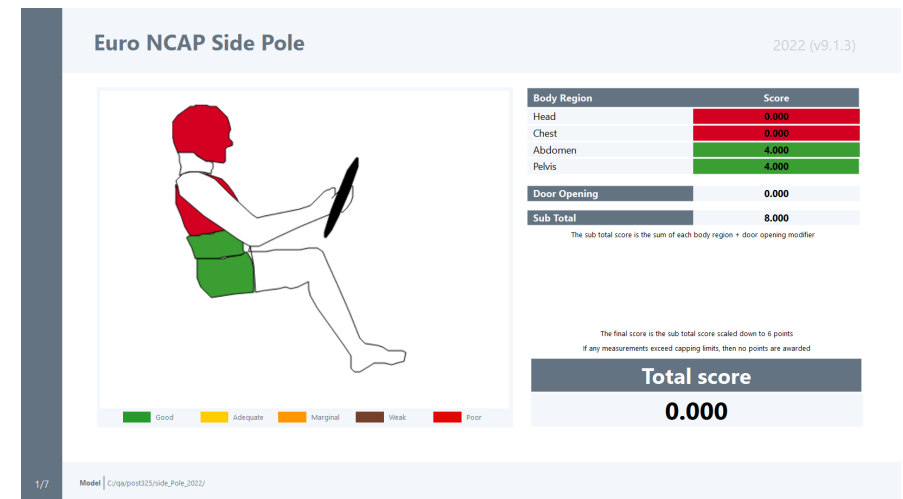 Euro NCAP Side Pole
2022 (v9.1.3)
Body Region Score
Head 0.000
Chest 0.000
Abdomen 4.000
Pelvis 4.000
Door Opening 0.000
Sub Total 8.000
The sub total score is the sum of each body region + door opening modifier
The final score is the sub total score scaled down to 6 points
If any measurements exceed capping limits, then no points are awarded
Total score
0.000
Good Adequate Marginal Weak Poor
1/7
Model C:/qa/post325/side_Pole_2022/